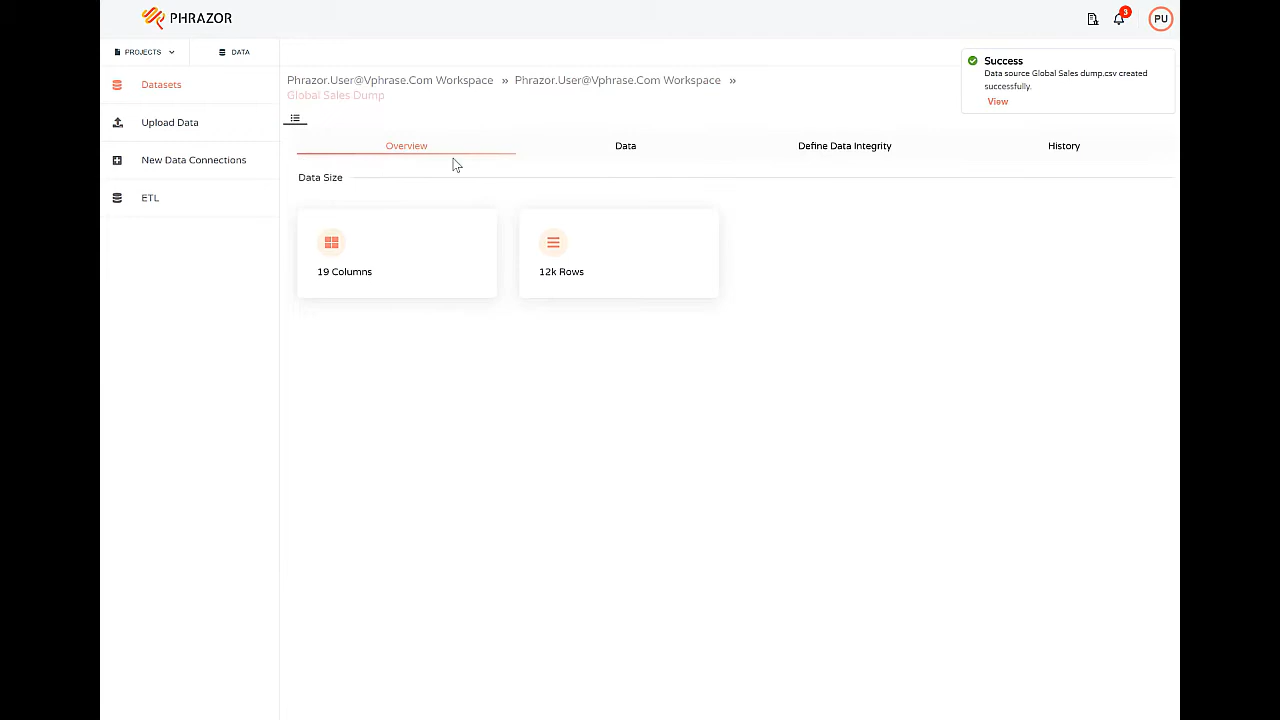 PHRAZOR
3
PU
PROJECTS
DATA
Datasets
Upload Data
New Data Connections
ETL
Phrazor.User@Vphrase.Com Workspace » Phrazor.User@Vphrase.Com Workspace »
Global Sales Dump
Success
Data source Global Sales dump.csv created
successfully.
View
Overview
Data
Define Data Integrity
History
Data Size
19 Columns
12k Rows